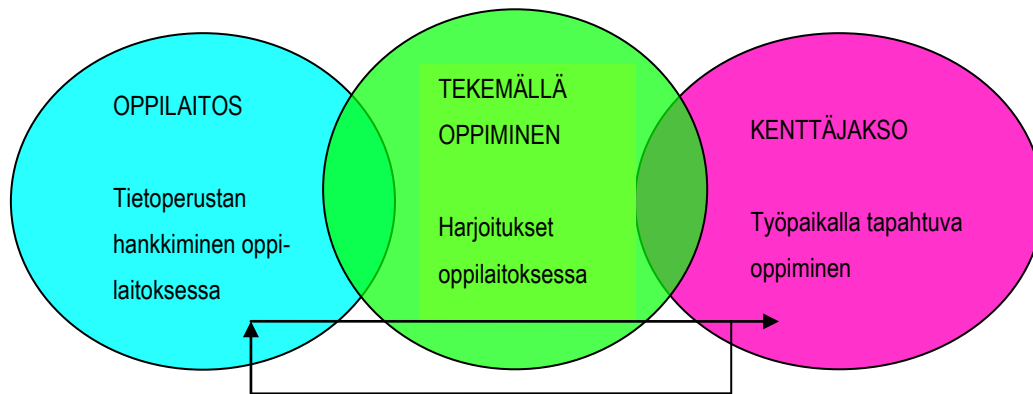 OPPILAITOS
Tietoperustan
hankkiminen oppi-
laitoksessa
TEKEMÄLLÄ
OPPIMINEN
Harjoitukset
oppilaitoksessa
KENTTÄJAKSO
Työpaikalla tapahtuva
oppiminen